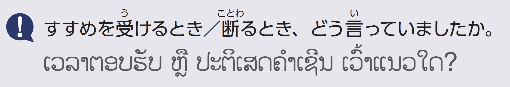 すすめを受けるとき／断るとき、どう言っていましたか。
ເວລາຕອບຮັບ ຫຼື ປະຕິເສດຄຳເຊີນ ເວົ້າແນວໃດ?